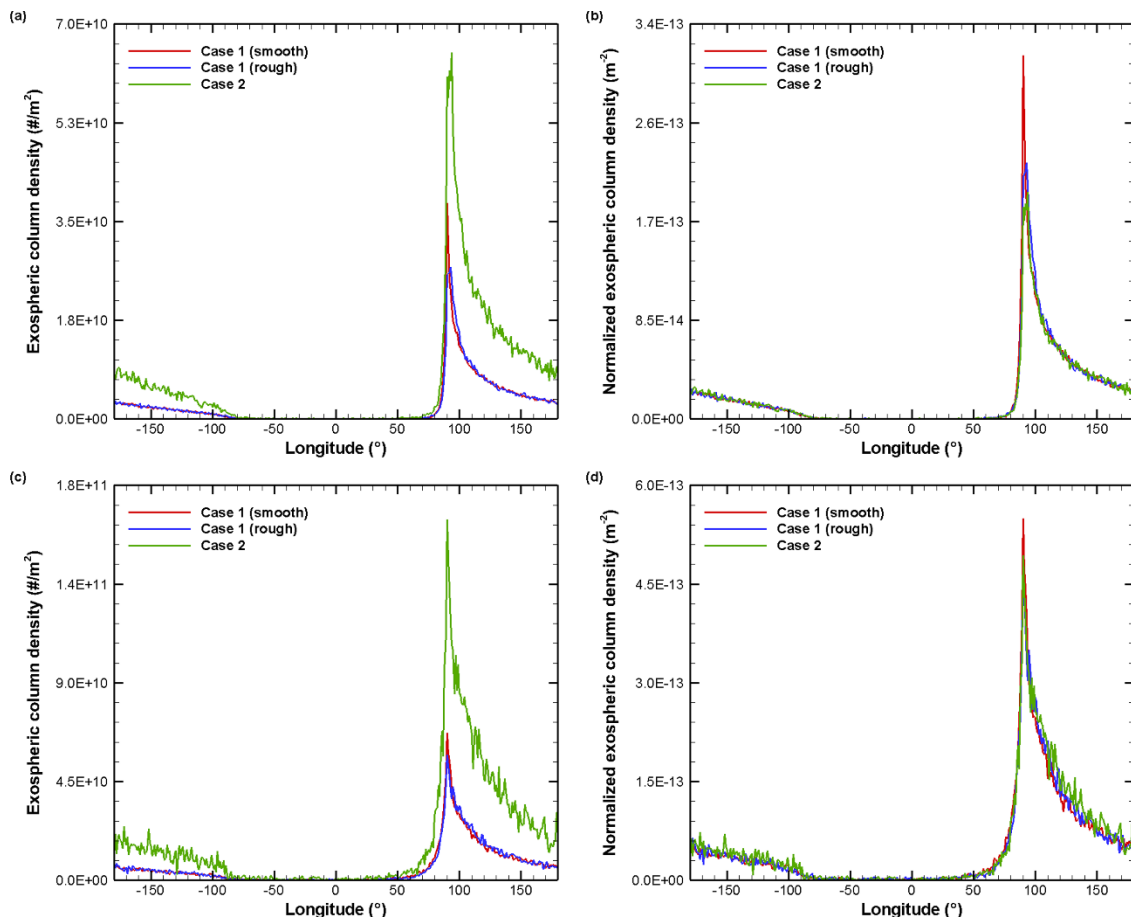 (a)
7.0E+10
5.3E+10
3.5E+10
1.8E+10
0.0E+00
Exospheric column density (#/m²)
Case 1 (smooth)
Case 1 (rough)
Case 2
-150 -100 -50 0 50 100 150
Longitude (°)
(b)
3.4E-13
2.6E-13
1.7E-13
8.5E-14
0.0E+00
Normalized exospheric column density (m⁻²)
Case 1 (smooth)
Case 1 (rough)
Case 2
-150 -100 -50 0 50 100 150
Longitude (°)
(c)
1.8E+11
1.4E+11
9.0E+10
4.5E+10
0.0E+00
Exospheric column density (#/m²)
Case 1 (smooth)
Case 1 (rough)
Case 2
-150 -100 -50 0 50 100 150
Longitude (°)
(d)
6.0E-13
4.5E-13
3.0E-13
1.5E-13
0.0E+00
Normalized exospheric column density (m⁻²)
Case 1 (smooth)
Case 1 (rough)
Case 2
-150 -100 -50 0 50 100 150
Longitude (°)